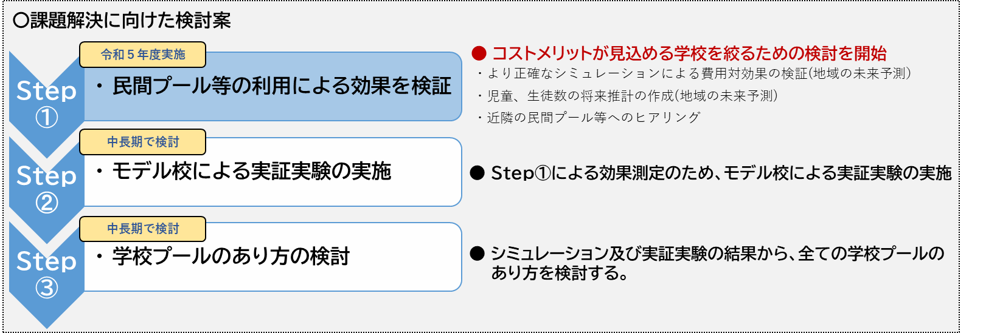 〇課題解決に向けた検討案
令和５年度実施
Step
①
・ 民間プール等の利用による効果を検証
● コストメリットが見込める学校を絞るための検討を開始
・より正確なシミュレーションによる費用対効果の検証(地域の未来予測)
・児童、生徒数の将来推計の作成(地域の未来予測)
・近隣の民間プール等へのヒアリング
中長期で検討
Step
②
・ モデル校による実証実験の実施
● Step①による効果測定のため、モデル校による実証実験の実施
中長期で検討
Step
③
・ 学校プールのあり方の検討
● シミュレーション及び実証実験の結果から、全ての学校プールの
あり方を検討する。